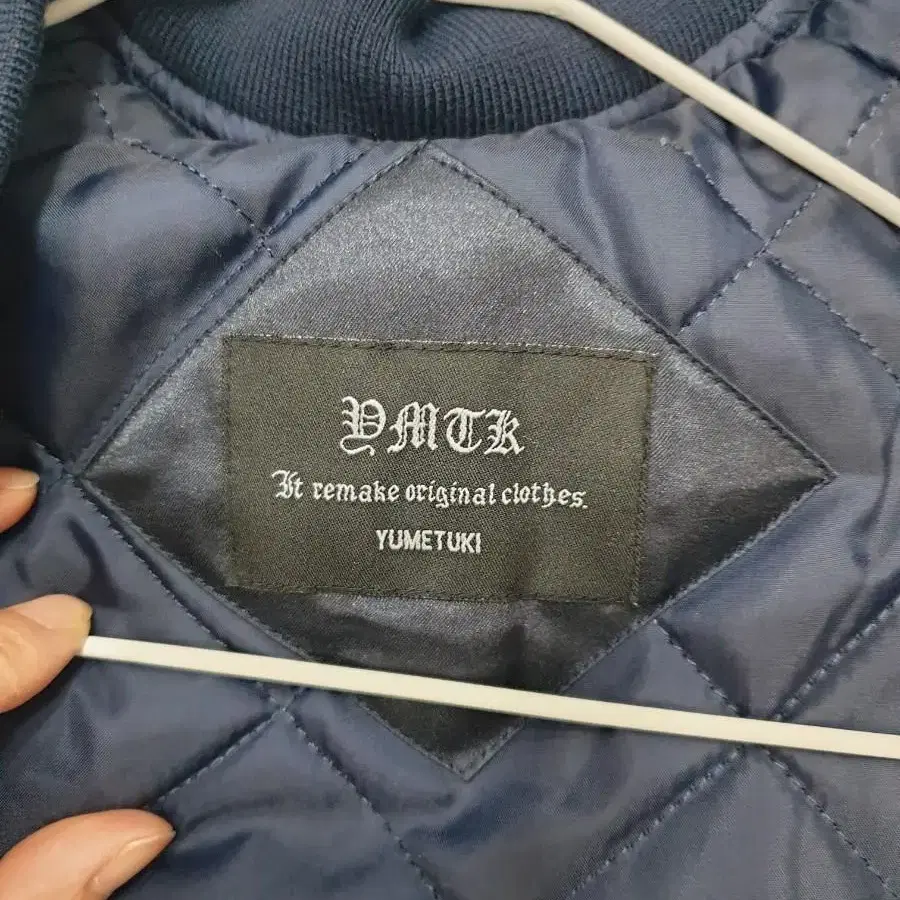 YMTK
It remake original clothes.
YUMETUKI